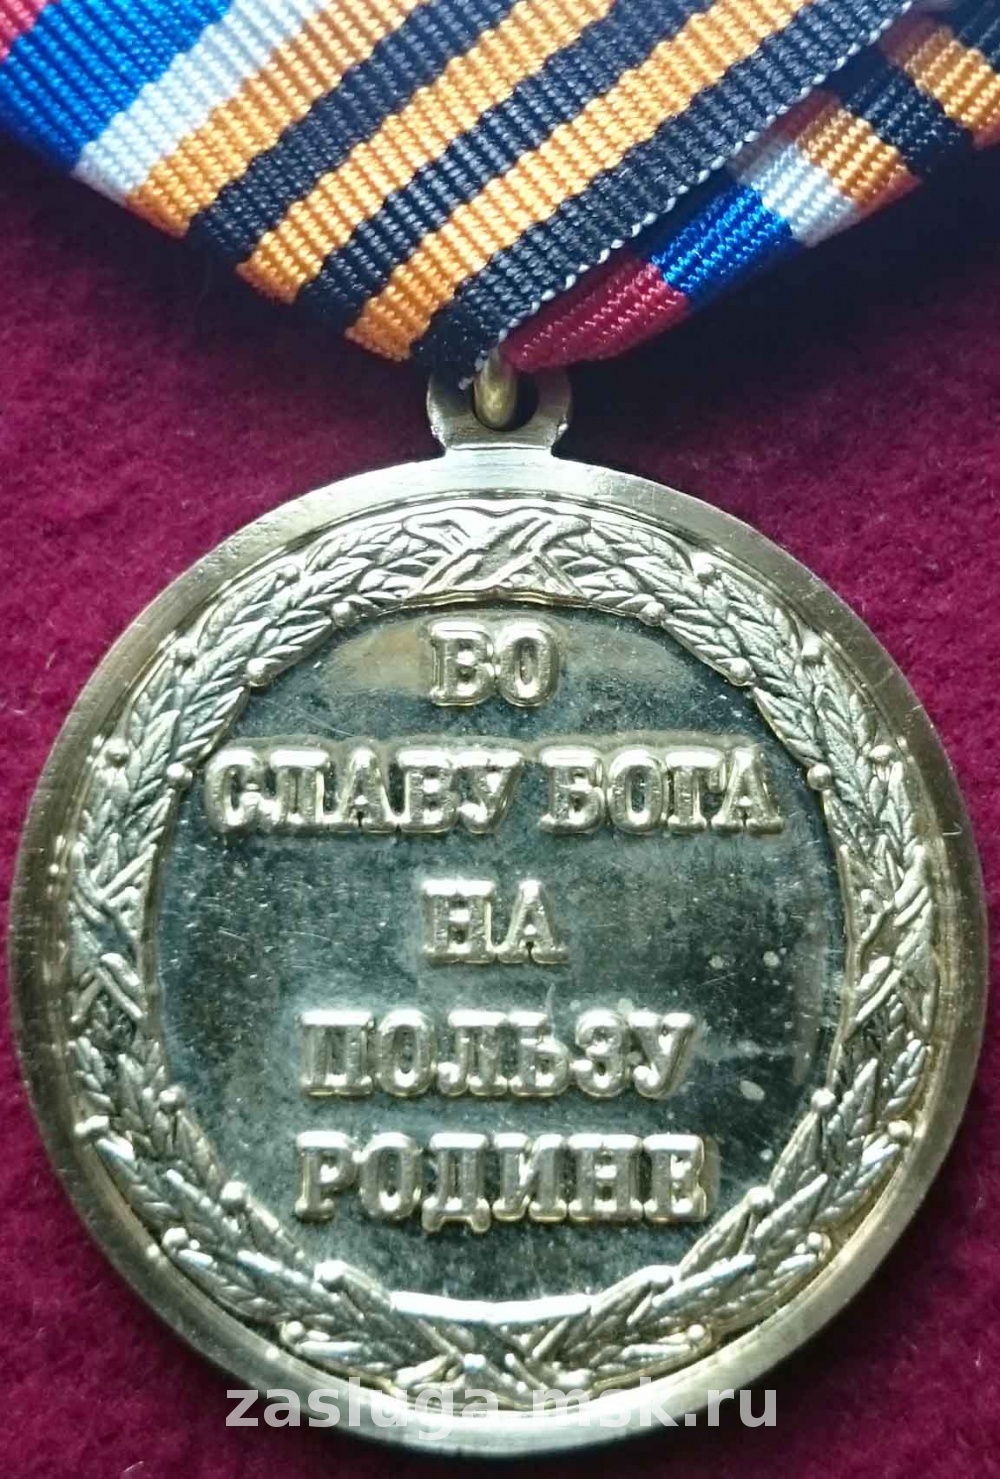 ВО
СЛАВУ БОГА
НА
ПОЛЬЗУ
РОДИНЕ
zasluga.msk.ru